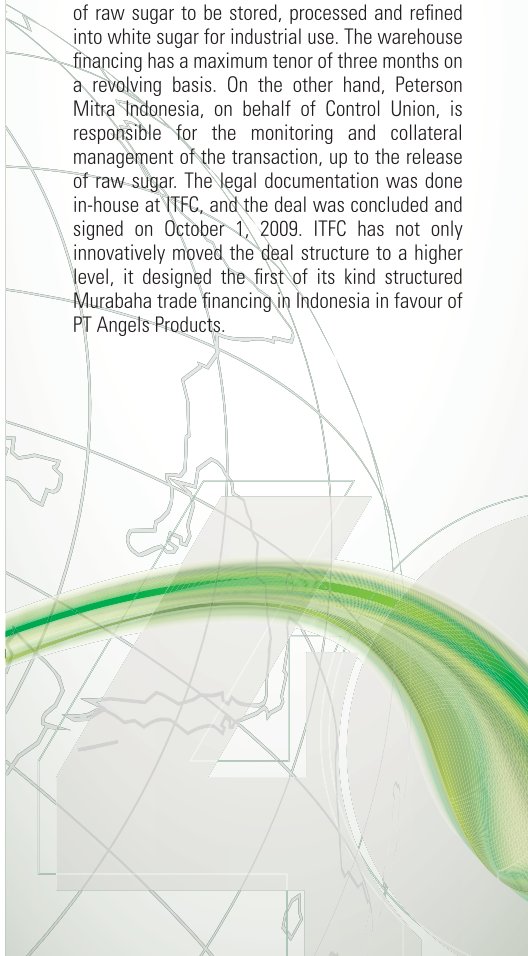 of raw sugar to be stored, processed and refined
into white sugar for industrial use. The warehouse
financing has a maximum tenor of three months on
a revolving basis. On the other hand, Peterson
Mitra Indonesia, on behalf of Control Union, is
responsible for the monitoring and collateral
management of the transaction, up to the release
of raw sugar. The legal documentation was done
in-house at ITFC, and the deal was concluded and
signed on October 1, 2009. ITFC has not only
innovatively moved the deal structure to a higher
level, it designed the first of its kind structured
Murabaha trade financing in Indonesia in favour of
PT Angels Products.